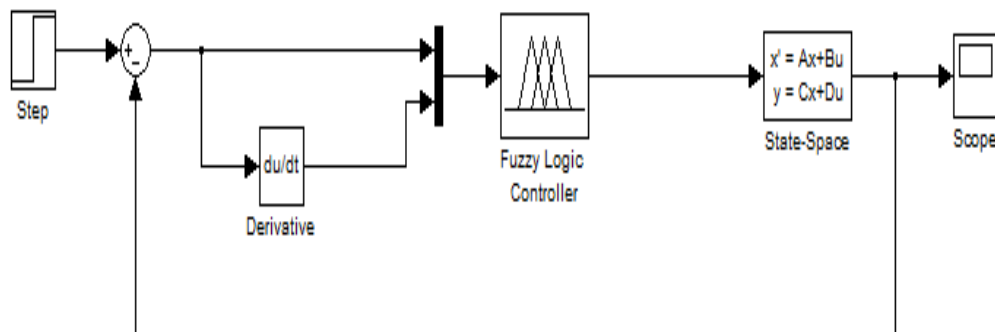 Step
+
−
du/dt
Derivative
Fuzzy Logic
Controller
x' = Ax+Bu
y = Cx+Du
State-Space
Scope